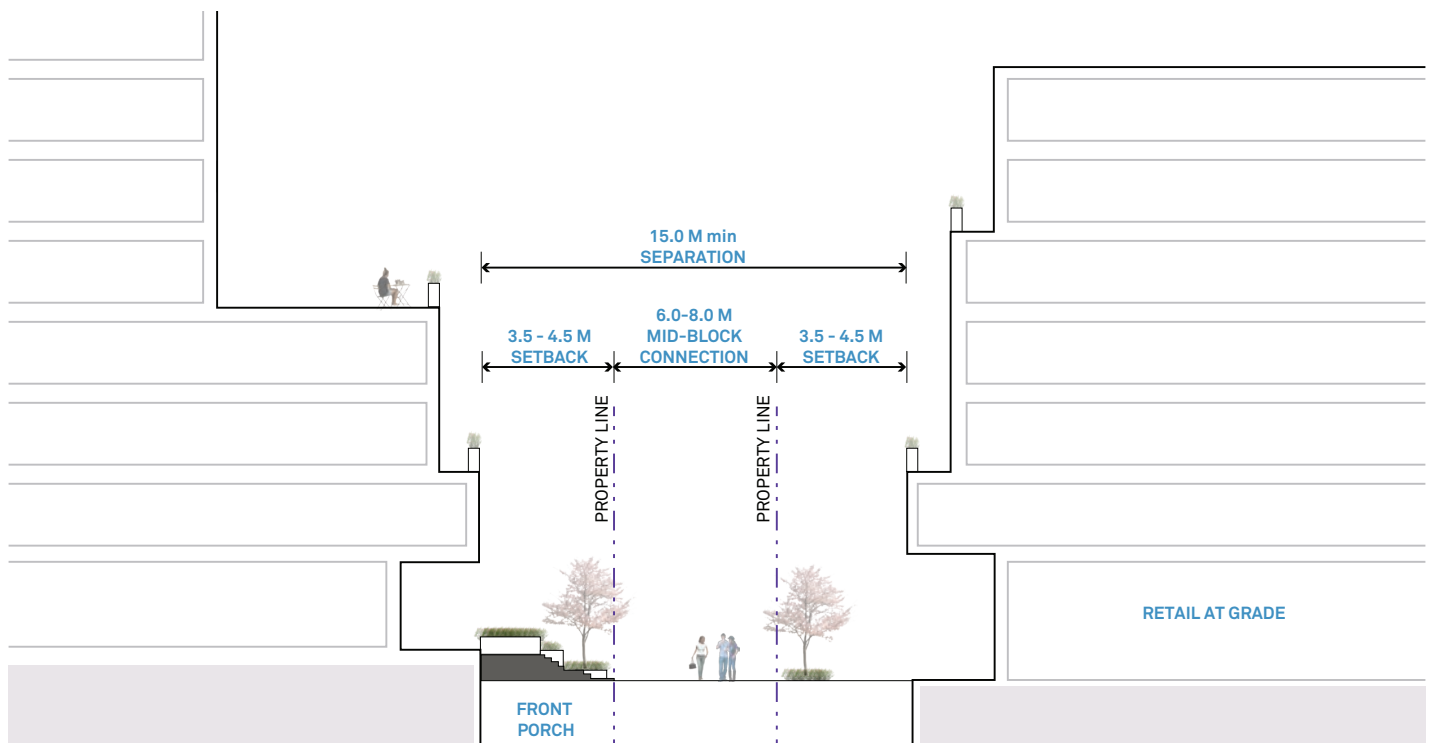 15.0 M min
SEPARATION
3.5 - 4.5 M
SETBACK
6.0-8.0 M
MID-BLOCK
CONNECTION
3.5 - 4.5 M
SETBACK
PROPERTY LINE
PROPERTY LINE
RETAIL AT GRADE
FRONT
PORCH